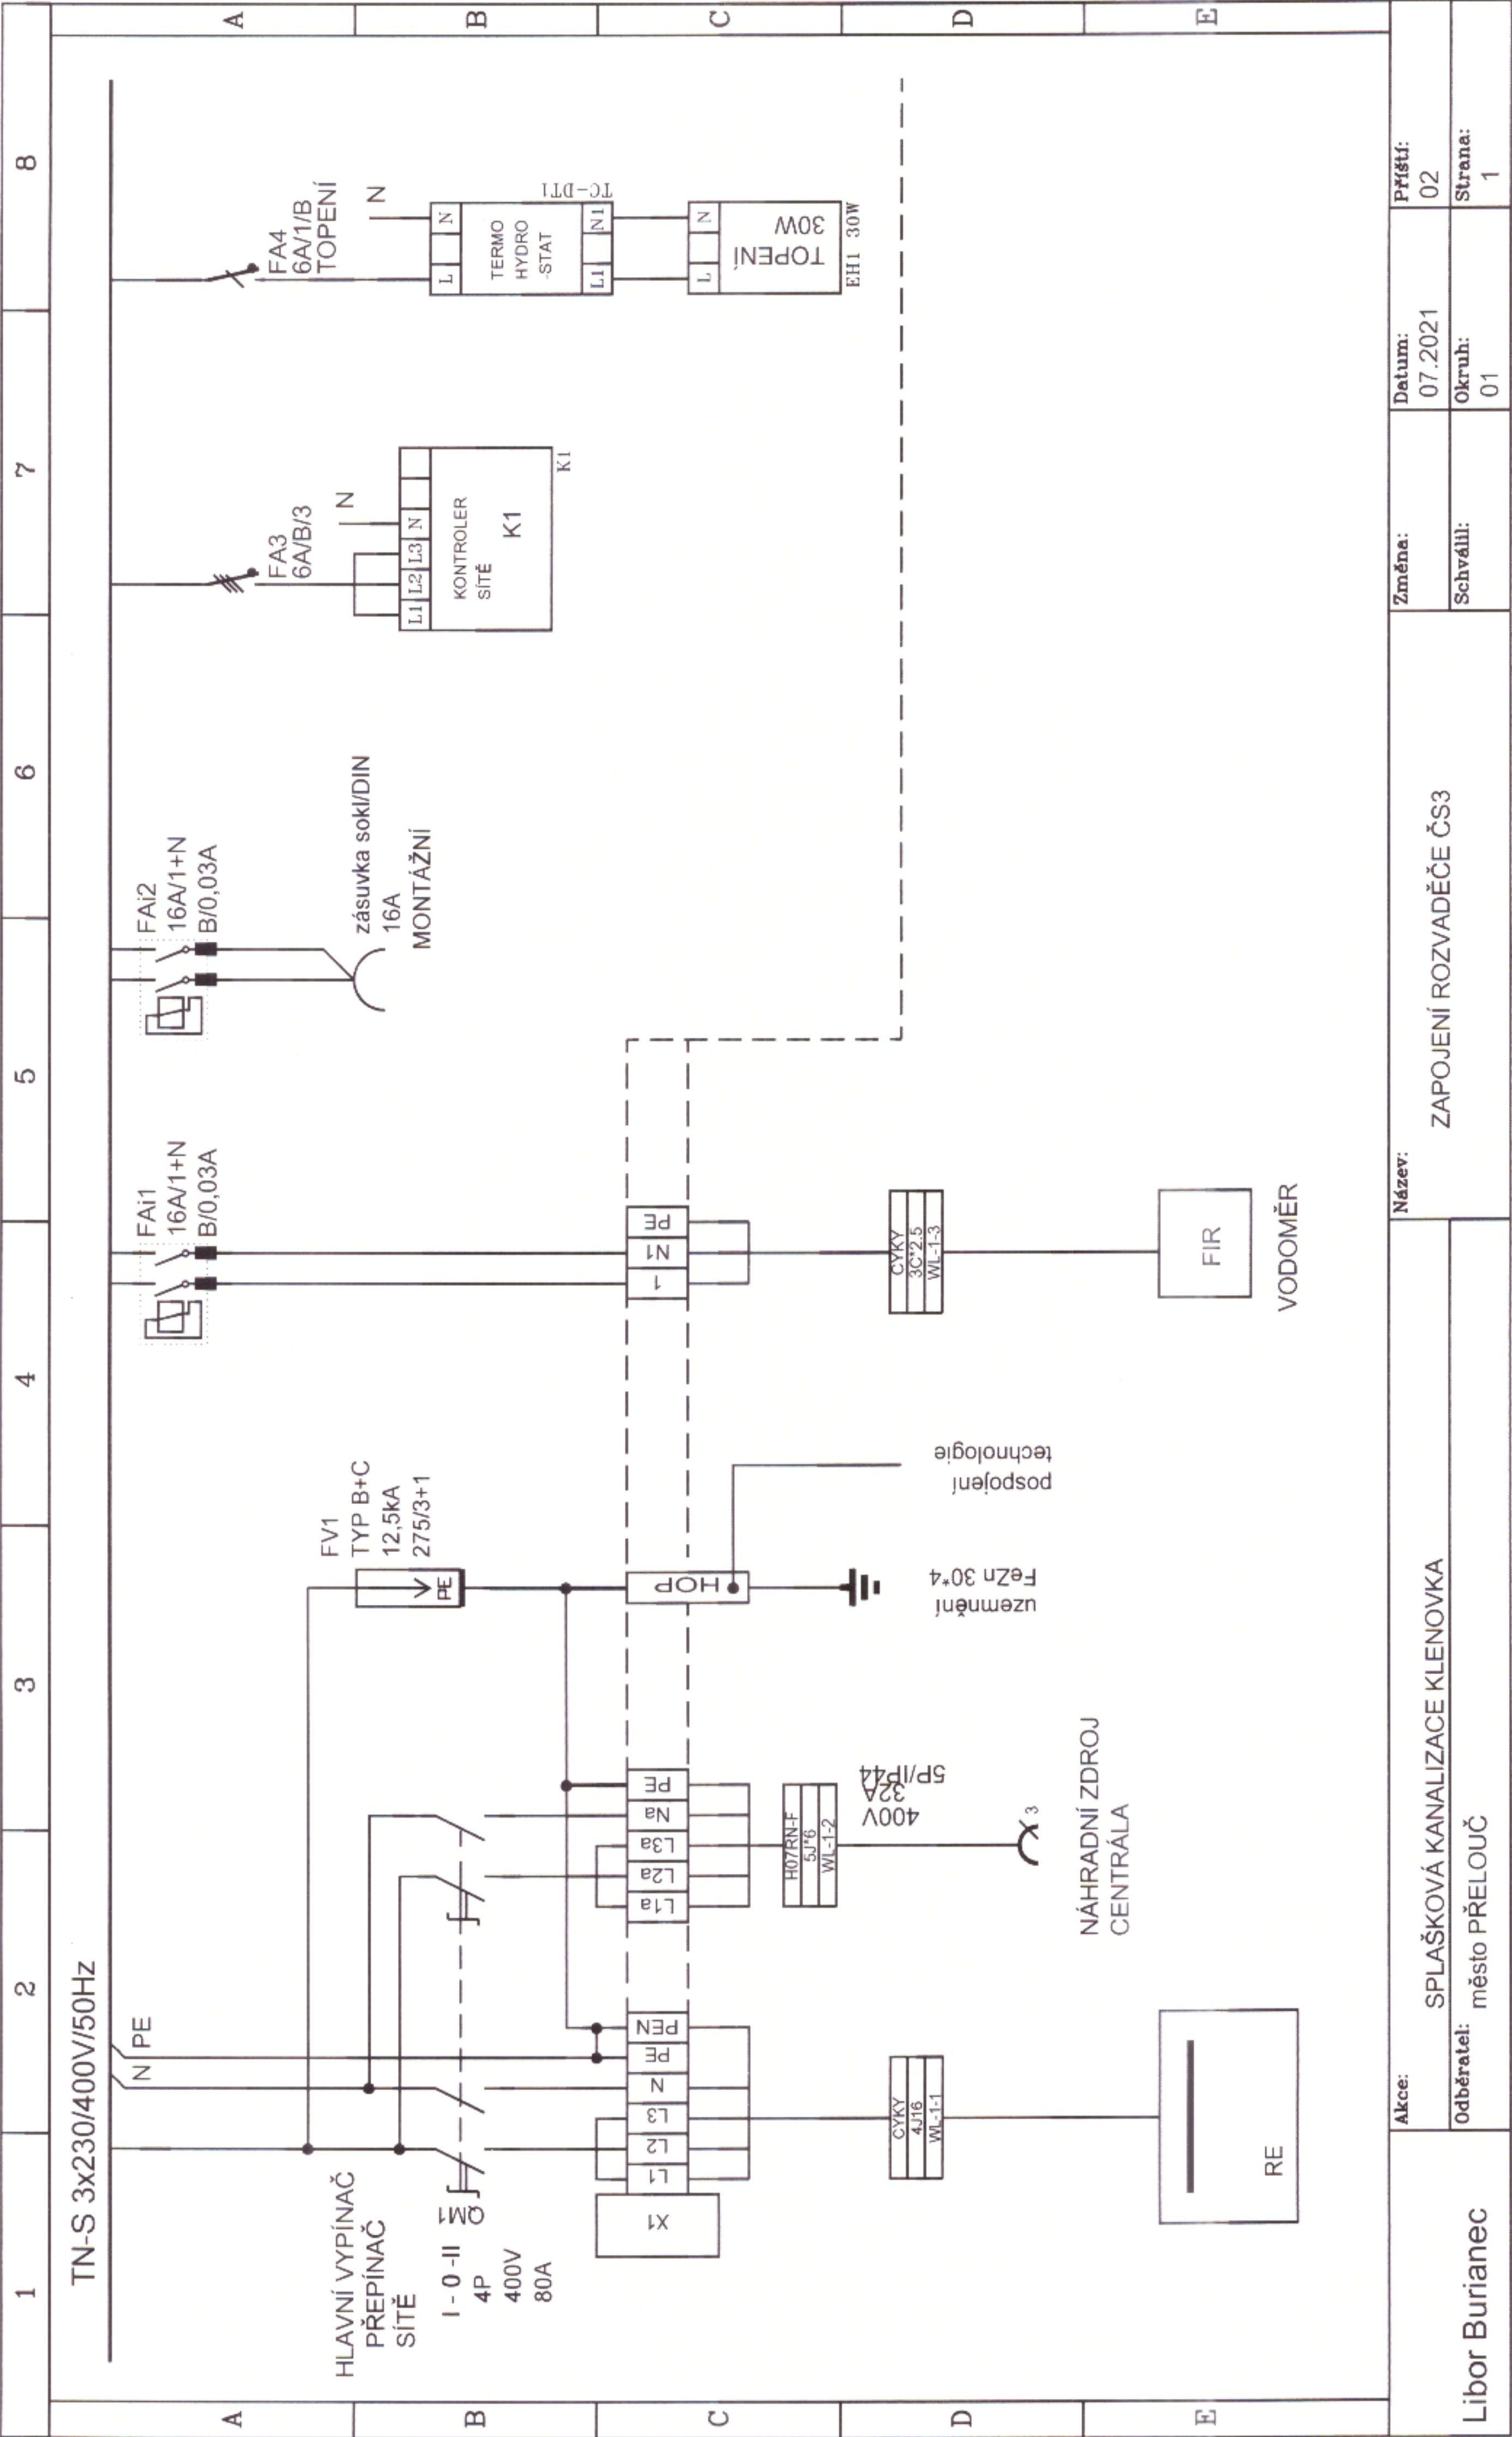 1
2
3
4
5
6
7
8
A
B
C
D
E
A
B
C
D
E
TN-S 3x230/400V/50Hz
N
PE
HLAVNÍ VYPÍNAČ
PŘEPÍNAČ
SÍTĚ
I - 0 -II
4P
400V
80A
QM1
X1
L1
L2
L3
N
PE
PEN
CYKY
4J16
WL-1-1
RE
L1a
L2a
L3a
Na
PE
H07RN-F
5J*6
WL-1-2
400V
32A
5P/IP44
3
NÁHRADNÍ ZDROJ
CENTRÁLA
FV1
TYP B+C
12,5kA
275/3+1
PE
HOP
uzemnění
FeZn 30*4
pospojení
technologie
FAi1
16A/1+N
B/0,03A
1
N1
PE
CYKY
3C*2.5
WL-1-3
FIR
VODOMĚR
FAi2
16A/1+N
B/0,03A
zásuvka sokl/DIN
16A
MONTÁŽNÍ
FA3
6A/B/3
N
L1
L2
L3
N
KONTROLER
SÍTĚ
K1
K1
FA4
6A/1/B
TOPENÍ
N
L
N
TERMO
HYDRO
-STAT
TC-DT1
L1
N1
L
N
TOPENÍ
30W
EH1 30W
Libor Burianec
Akce:
SPLAŠKOVÁ KANALIZACE KLENOVKA
Odběratel:
město PŘELOUČ
Název:
ZAPOJENÍ ROZVADĚČE ČS3
Změna:
Schválil:
Datum:
07.2021
Okruh:
01
Příští:
02
Strana:
1